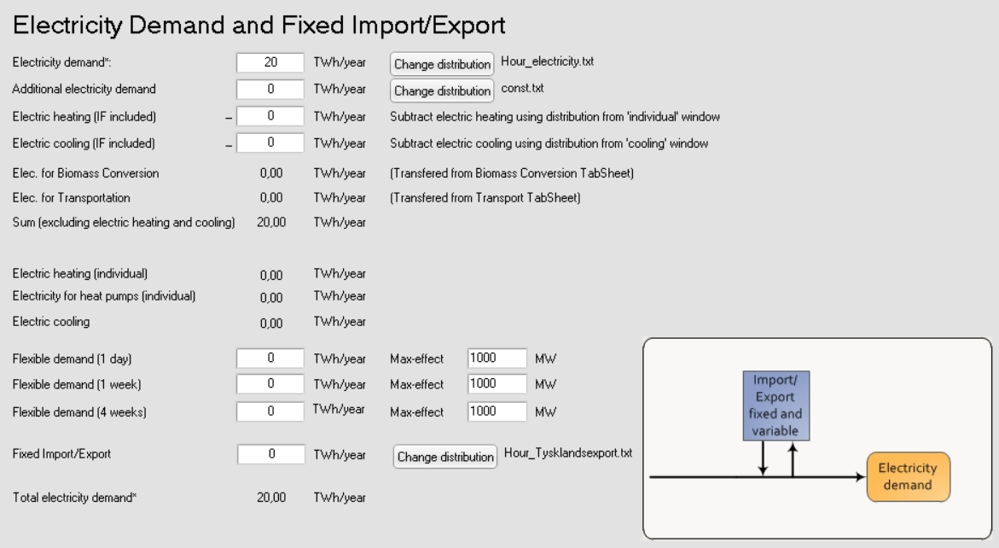 Electricity Demand and Fixed Import/Export
Electricity demand*: 20 TWh/year Change distribution Hour_electricity.txt
Additional electricity demand 0 TWh/year Change distribution const.txt
Electric heating (IF included) – 0 TWh/year Subtract electric heating using distribution from 'individual' window
Electric cooling (IF included) – 0 TWh/year Subtract electric cooling using distribution from 'cooling' window
Elec. for Biomass Conversion 0,00 TWh/year (Transfered from Biomass Conversion TabSheet)
Elec. for Transportation 0,00 TWh/year (Transfered from Transport TabSheet)
Sum (excluding electric heating and cooling) 20,00 TWh/year
Electric heating (individual) 0,00 TWh/year
Electricity for heat pumps (individual) 0,00 TWh/year
Electric cooling 0,00 TWh/year
Flexible demand (1 day) 0 TWh/year Max-effect 1000 MW
Flexible demand (1 week) 0 TWh/year Max-effect 1000 MW
Flexible demand (4 weeks) 0 TWh/year Max-effect 1000 MW
Fixed Import/Export 0 TWh/year Change distribution Hour_Tysklandsexport.txt
Total electricity demand* 20,00 TWh/year
Import/
Export
fixed and
variable
Electricity
demand